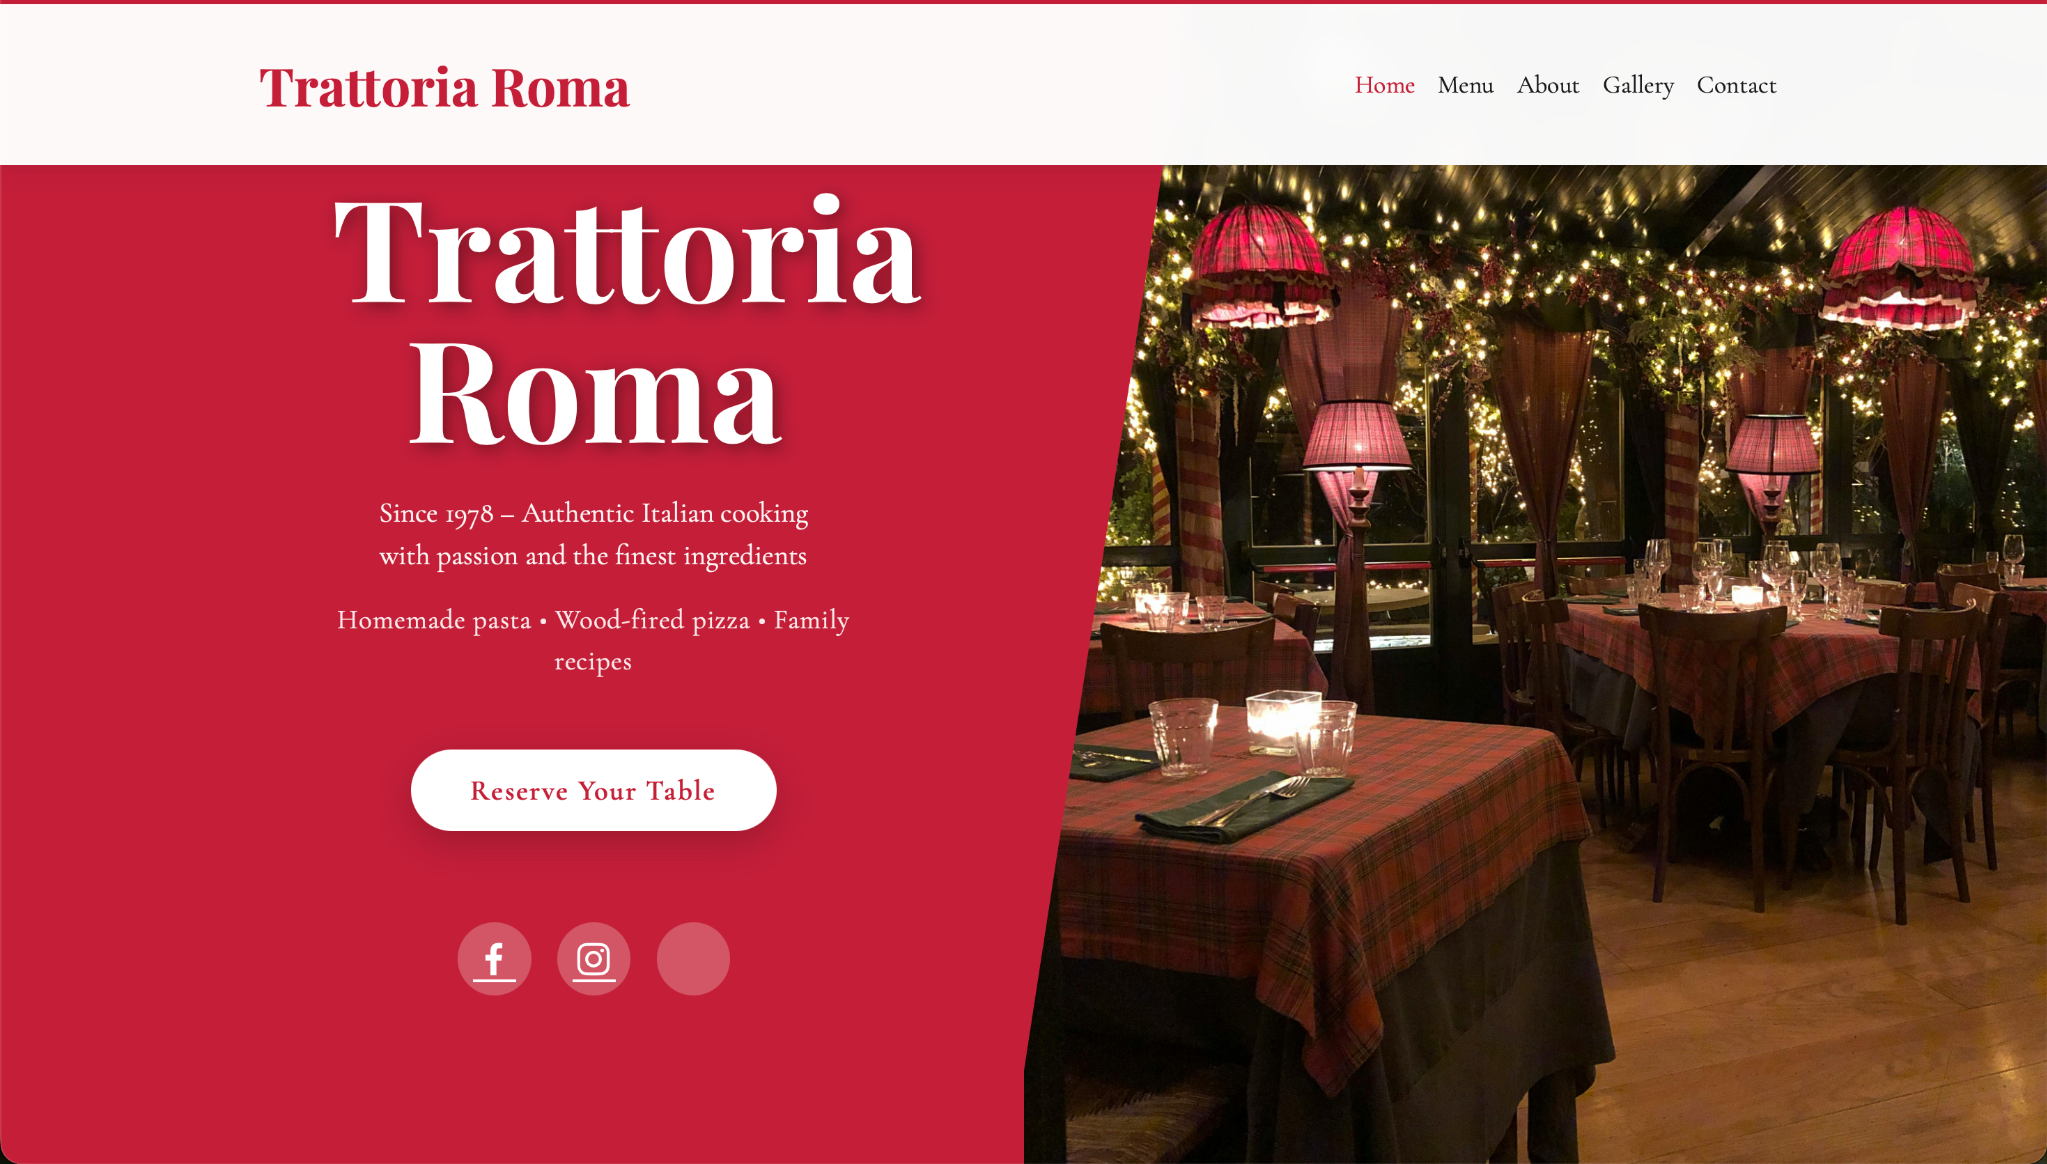 Trattoria Roma
Home Menu About Gallery Contact
Trattoria
Roma
Since 1978 – Authentic Italian cooking
with passion and the finest ingredients
Homemade pasta • Wood-fired pizza • Family
recipes
Reserve Your Table